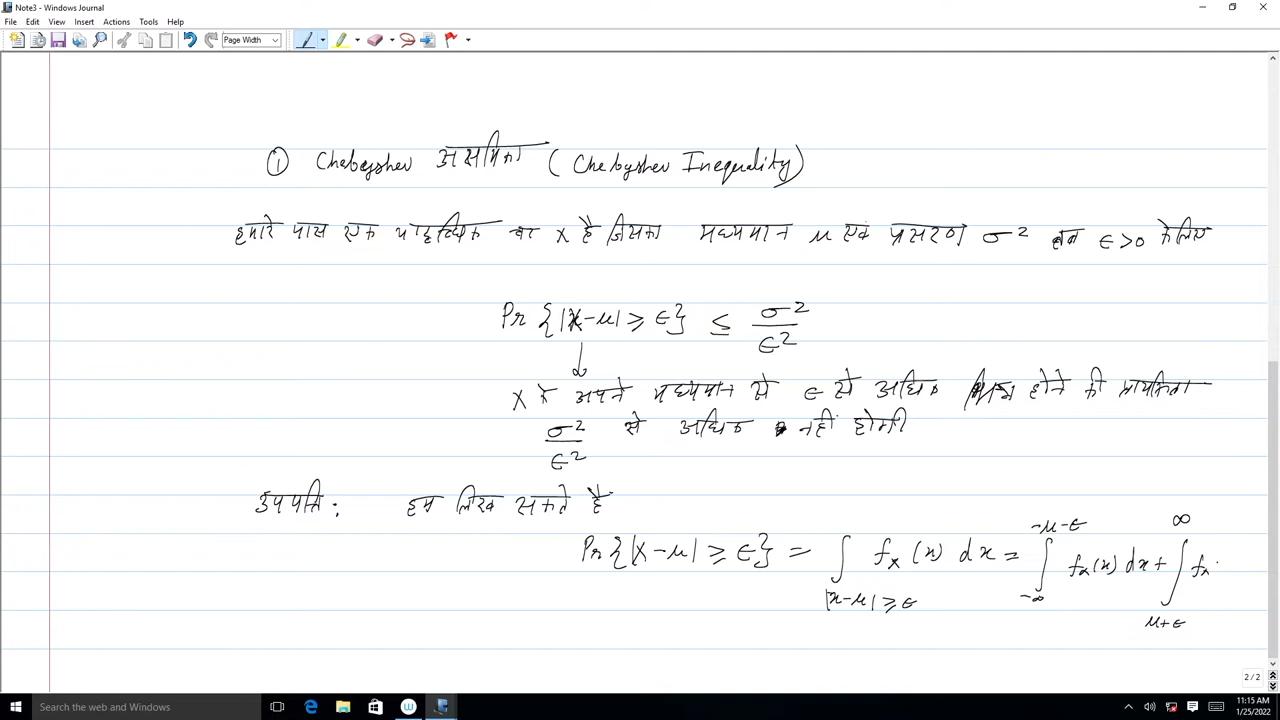 Note3 - Windows Journal
File Edit View Insert Actions Tools Help
Page Width
① Chebyshev असमिका (Chebyshev Inequality)
हमारे पास एक यादृच्छिक चर X है जिसका मध्यमान μ एवं प्रसरण σ² तब ϵ>0 के लिए
Pr {|X-μ| ≥ ϵ} ≤ σ²/ϵ²
X के अपने मध्यमान से ϵ से अधिक भिन्न होने की प्रायिकता
σ²/ϵ² से अधिक नहीं होगी
उपपत्ति: हम लिख सकते है
Pr{|X-μ| ≥ ϵ} = ∫_{|x-μ| ≥ ϵ} fₓ(x) dx = ∫_{-∞}^{-μ-ϵ} fₓ(x) dx + ∫_{μ+ϵ}^{∞} fₓ
2 / 2
Search the web and Windows
11:15 AM
1/25/2022